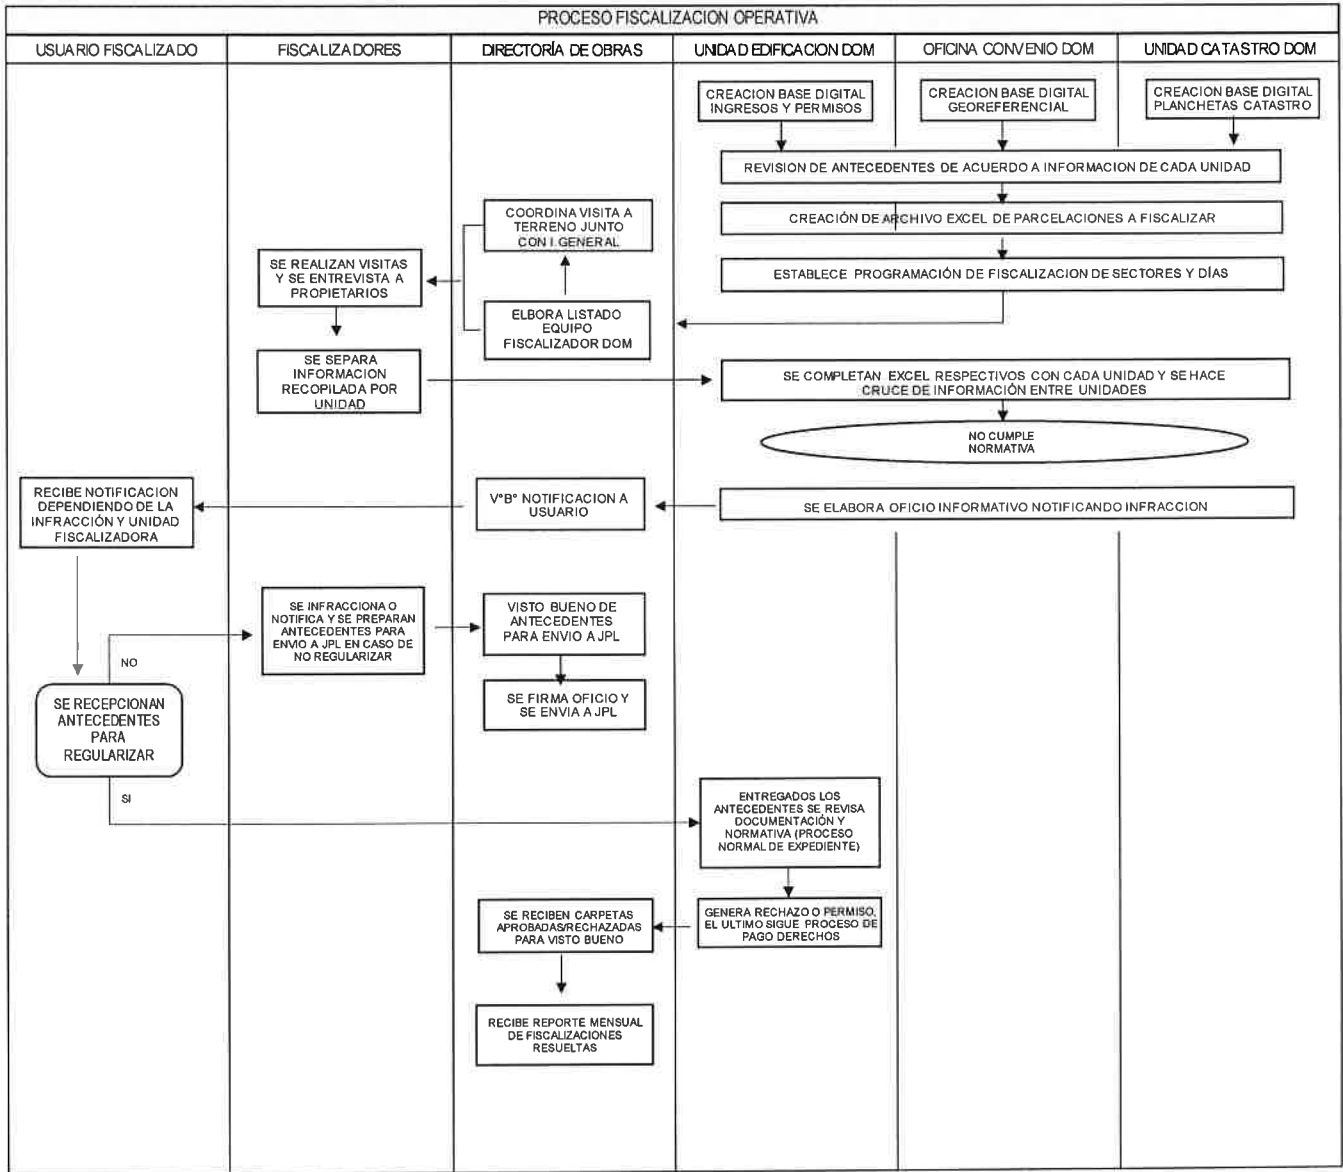 PROCESO FISCALIZACION OPERATIVA
USUARIO FISCALIZADO
FISCALIZADORES
DIRECTORÍA DE OBRAS
UNIDAD EDIFICACION DOM
OFICINA CONVENIO DOM
UNIDAD CATASTRO DOM
CREACION BASE DIGITAL
INGRESOS Y PERMISOS
CREACION BASE DIGITAL
GEOREFERENCIAL
CREACION BASE DIGITAL
PLANCHETAS CATASTRO
REVISION DE ANTECEDENTES DE ACUERDO A INFORMACION DE CADA UNIDAD
CREACIÓN DE ARCHIVO EXCEL DE PARCELACIONES A FISCALIZAR
ESTABLECE PROGRAMACIÓN DE FISCALIZACION DE SECTORES Y DÍAS
COORDINA VISITA A
TERRENO JUNTO
CON I.GENERAL
ELBORA LISTADO
EQUIPO
FISCALIZADOR DOM
SE REALIZAN VISITAS
Y SE ENTREVISTA A
PROPIETARIOS
SE SEPARA
INFORMACION
RECOPILADA POR
UNIDAD
SE COMPLETAN EXCEL RESPECTIVOS CON CADA UNIDAD Y SE HACE
CRUCE DE INFORMACIÓN ENTRE UNIDADES
NO CUMPLE
NORMATIVA
SE ELABORA OFICIO INFORMATIVO NOTIFICANDO INFRACCION
V°B° NOTIFICACION A
USUARIO
RECIBE NOTIFICACION
DEPENDIENDO DE LA
INFRACCIÓN Y UNIDAD
FISCALIZADORA
SE RECEPCIONAN
ANTECEDENTES
PARA
REGULARIZAR
NO
SE INFRACCIONA O
NOTIFICA Y SE PREPARAN
ANTECEDENTES PARA
ENVIO A JPL EN CASO DE
NO REGULARIZAR
VISTO BUENO DE
ANTECEDENTES
PARA ENVIO A JPL
SE FIRMA OFICIO Y
SE ENVIA A JPL
SI
ENTREGADOS LOS
ANTECEDENTES SE REVISA
DOCUMENTACIÓN Y
NORMATIVA (PROCESO
NORMAL DE EXPEDIENTE)
GENERA RECHAZO O PERMISO,
EL ULTIMO SIGUE PROCESO DE
PAGO DERECHOS
SE RECIBEN CARPETAS
APROBADAS/RECHAZADAS
PARA VISTO BUENO
RECIBE REPORTE MENSUAL
DE FISCALIZACIONES
RESUELTAS